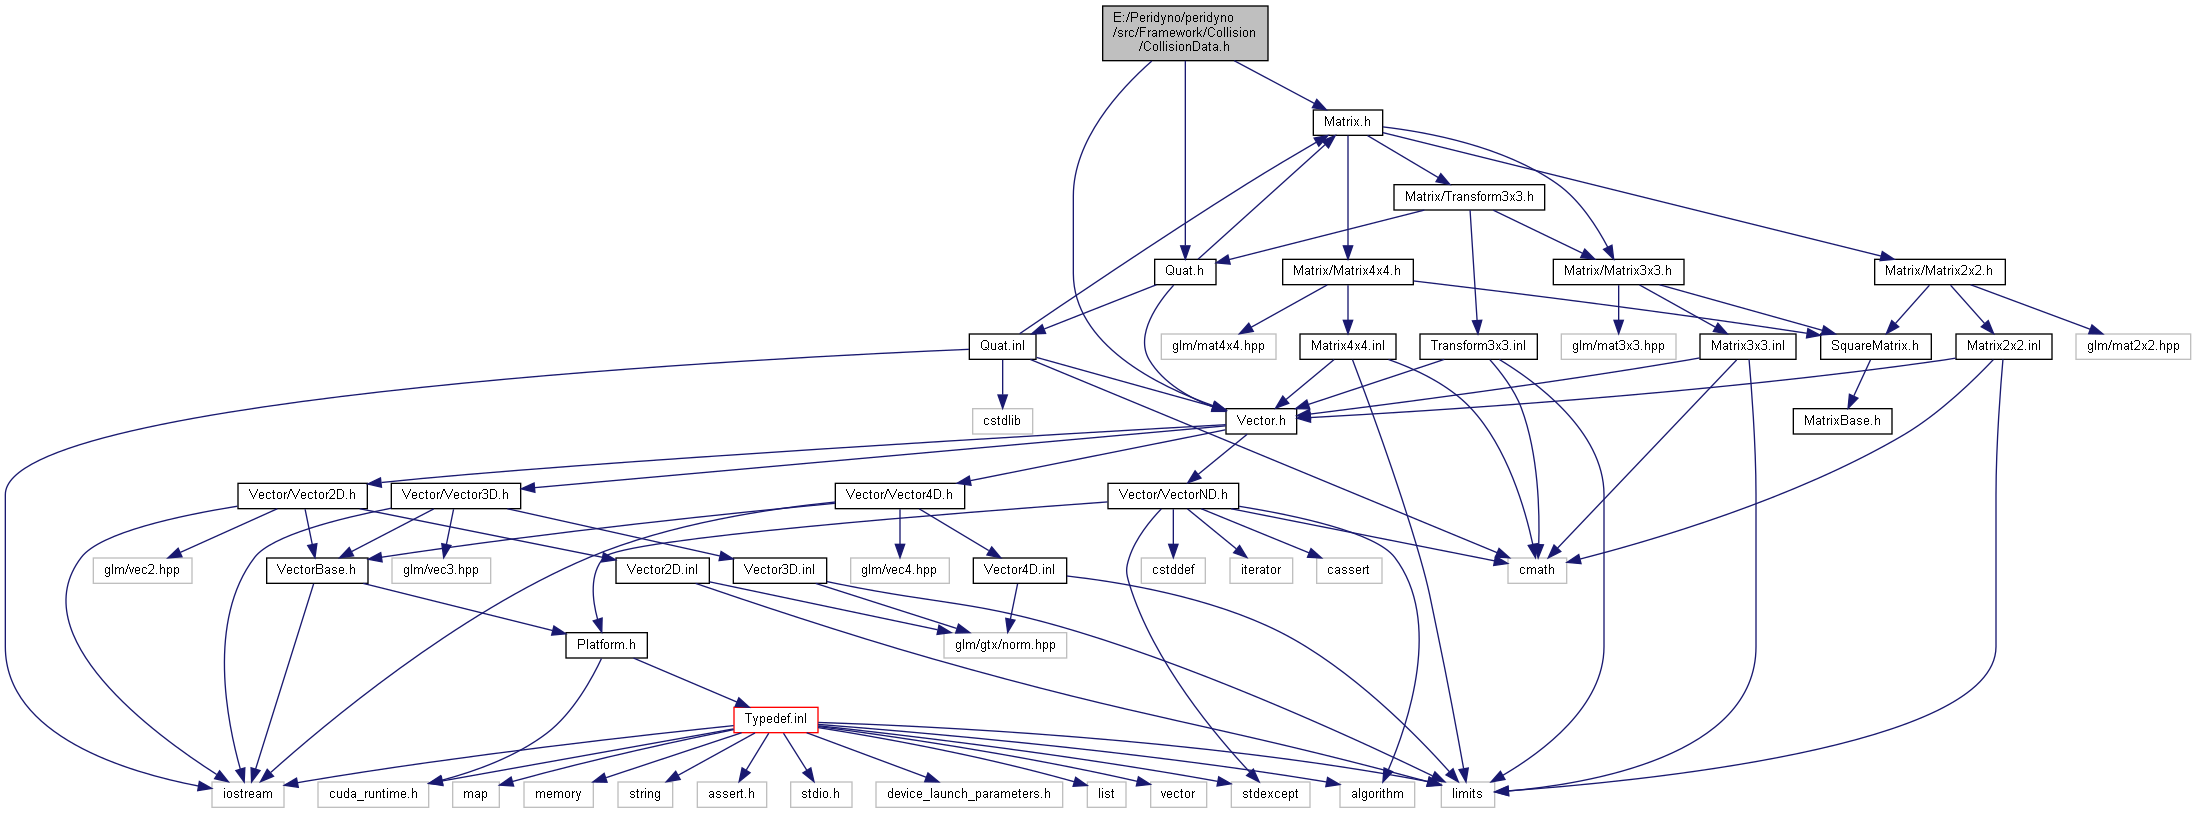 E:/Peridyno/peridyno
/src/Framework/Collision
/CollisionData.h
Matrix.h
Matrix/Transform3x3.h
Quat.h
Matrix/Matrix4x4.h
Matrix/Matrix3x3.h
Matrix/Matrix2x2.h
Quat.inl
glm/mat4x4.hpp
Matrix4x4.inl
Transform3x3.inl
glm/mat3x3.hpp
Matrix3x3.inl
SquareMatrix.h
Matrix2x2.inl
glm/mat2x2.hpp
cstdlib
Vector.h
MatrixBase.h
Vector/Vector2D.h
Vector/Vector3D.h
Vector/Vector4D.h
Vector/VectorND.h
glm/vec2.hpp
VectorBase.h
glm/vec3.hpp
Vector2D.inl
Vector3D.inl
glm/vec4.hpp
Vector4D.inl
cstddef
iterator
cassert
cmath
Platform.h
glm/gtx/norm.hpp
Typedef.inl
iostream
cuda_runtime.h
map
memory
string
assert.h
stdio.h
device_launch_parameters.h
list
vector
stdexcept
algorithm
limits